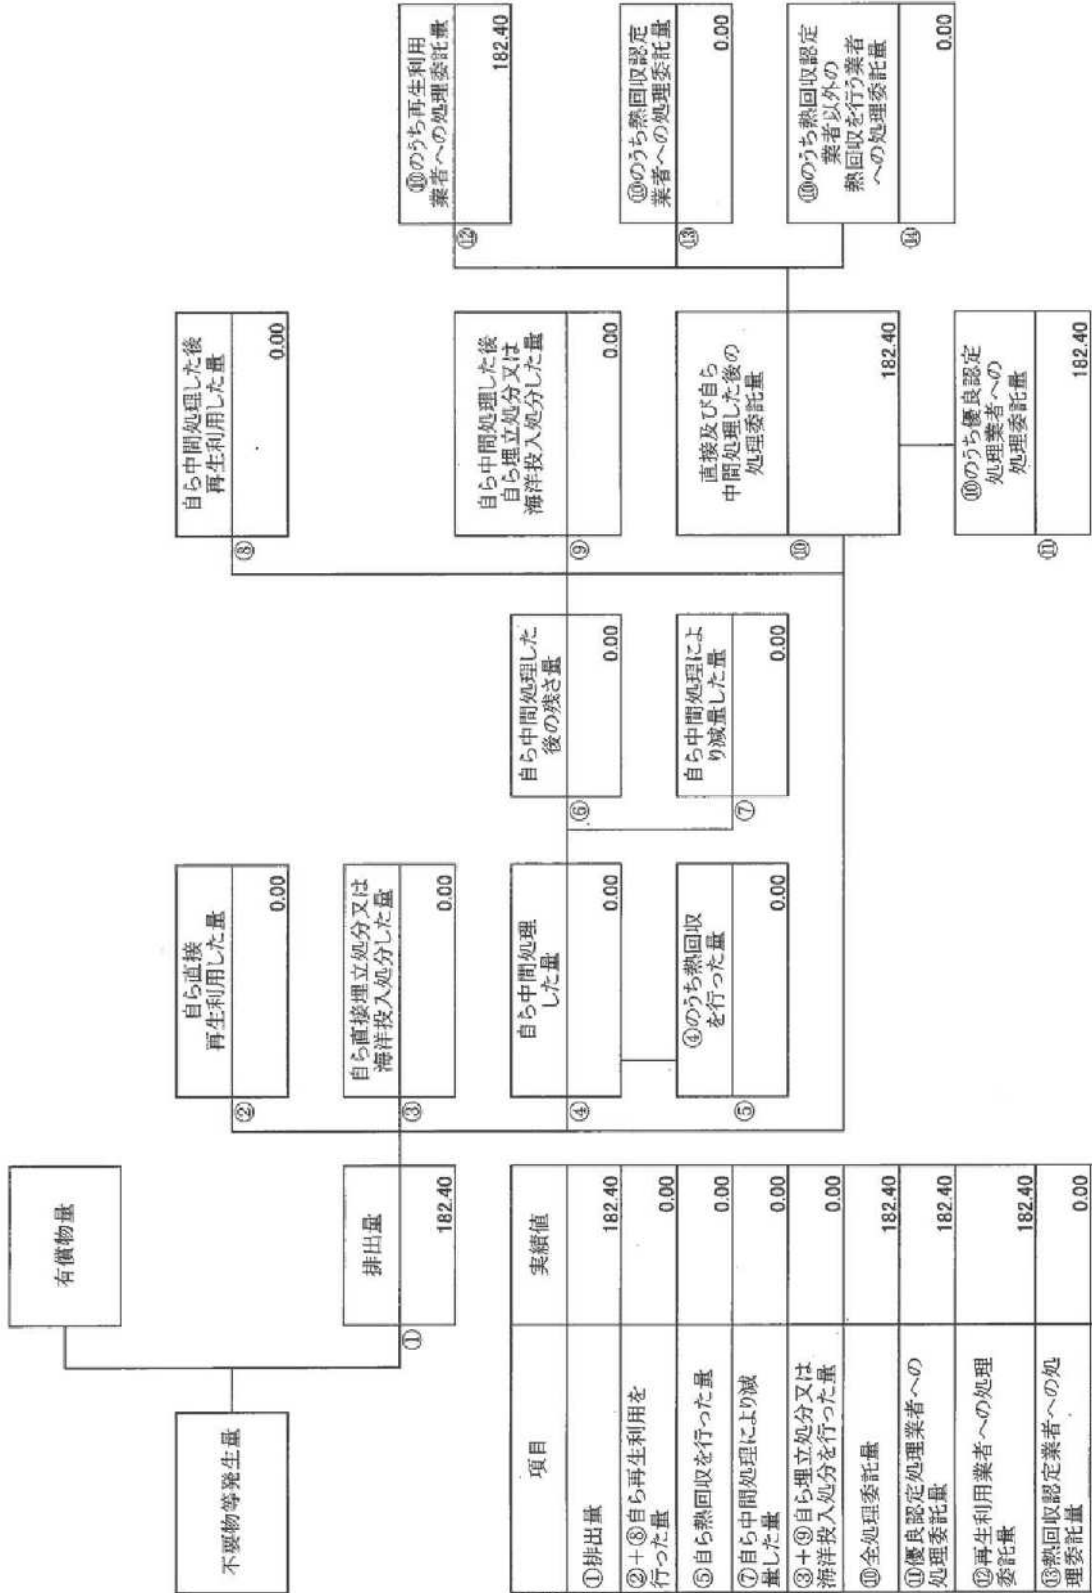 不要物等発生量
有償物量
①
排出量
182.40
②
自ら直接
再生利用した量
0.00
③
自ら直接埋立処分又は
海洋投入処分した量
0.00
④
自ら中間処理
した量
0.00
⑤
④のうち熱回収
を行った量
0.00
⑥
自ら中間処理した
後の残さ量
0.00
⑦
自ら中間処理によ
り減量した量
0.00
⑧
自ら中間処理した後
再生利用した量
0.00
⑨
自ら中間処理した後
自ら埋立処分又は
海洋投入処分した量
0.00
⑩
直接及び自ら
中間処理した後の
処理委託量
182.40
⑪
⑩のうち優良認定
処理業者への
処理委託量
182.40
⑫
⑩のうち再生利用
業者への処理委託量
182.40
⑬
⑩のうち熱回収認定
業者への処理委託量
0.00
⑭
⑩のうち熱回収認定
業者以外の
熱回収を行う業者
への処理委託量
0.00
項目 実績値
①排出量 182.40
②+⑧自ら再生利用を
行った量 0.00
⑤自ら熱回収を行った量 0.00
⑦自ら中間処理により減
量した量 0.00
③+⑨自ら埋立処分又は
海洋投入処分を行った量 0.00
⑩全処理委託量 182.40
⑪優良認定処理業者への
処理委託量 182.40
⑫再生利用業者への処理
委託量 182.40
⑬熱回収認定業者への処
理委託量 0.00